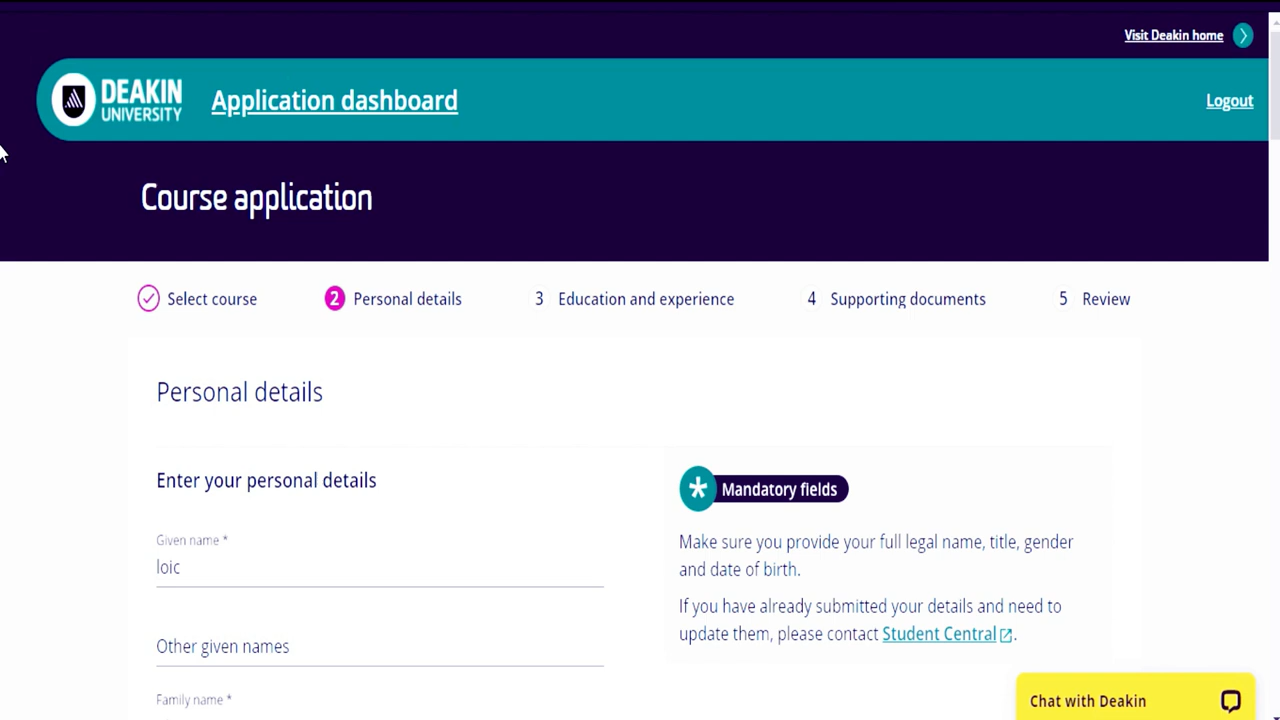 Visit Deakin home
DEAKIN
UNIVERSITY
Application dashboard
Logout
Course application
Select course
2 Personal details
3 Education and experience
4 Supporting documents
5 Review
Personal details
Enter your personal details
* Mandatory fields
Given name *
loic
Make sure you provide your full legal name, title, gender
and date of birth.
If you have already submitted your details and need to
update them, please contact Student Central.
Other given names
Family name *
Chat with Deakin